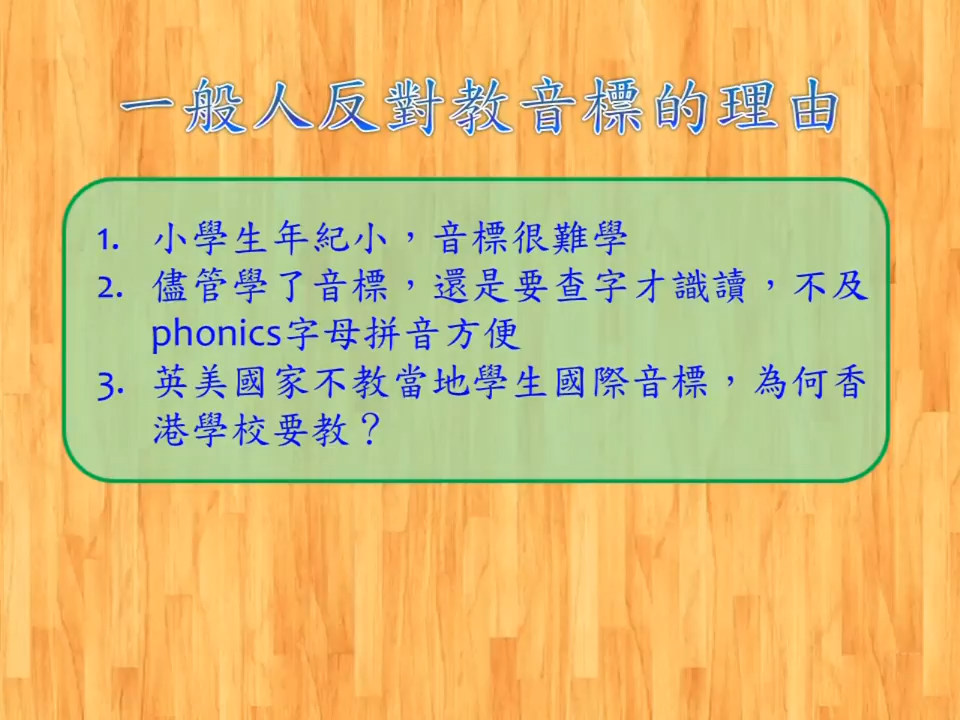 一般人反對教音標的理由
1. 小學生年紀小，音標很難學
2. 儘管學了音標，還是要查字才識讀，不及
phonics字母拼音方便
3. 英美國家不教當地學生國際音標，為何香
港學校要教？